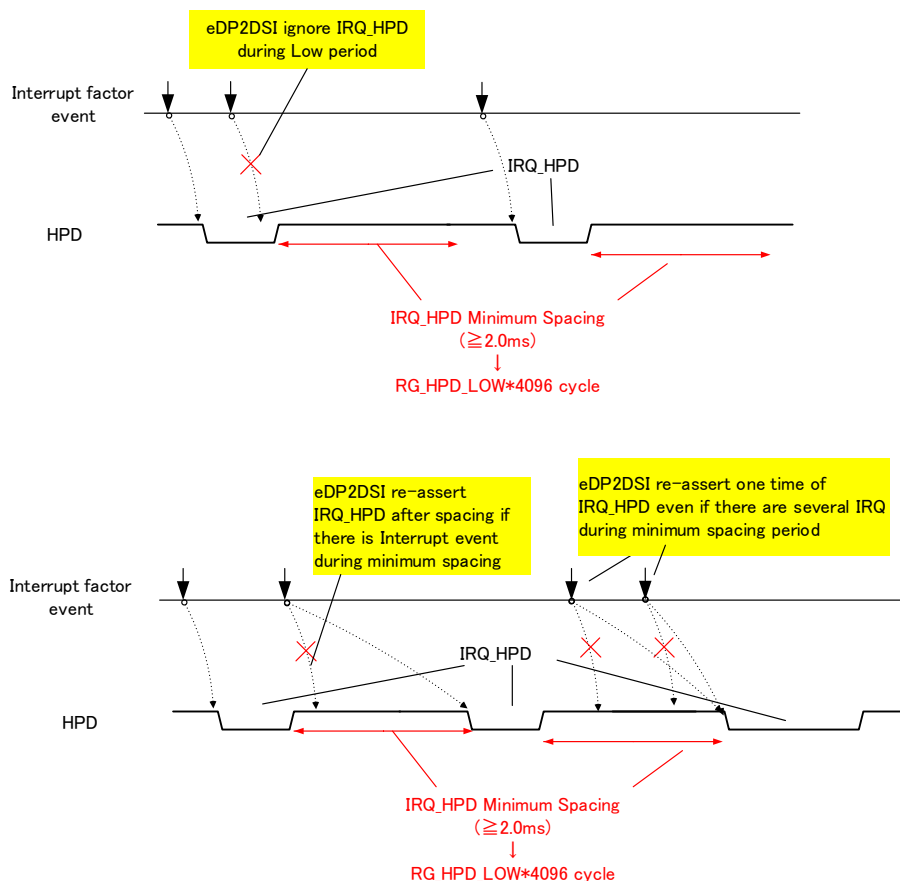 eDP2DSI ignore IRQ_HPD
during Low period
Interrupt factor
event
IRQ_HPD
HPD
IRQ_HPD Minimum Spacing
(≧2.0ms)
↓
RG_HPD_LOW*4096 cycle
eDP2DSI re-assert
IRQ_HPD after spacing if
there is Interrupt event
during minimum spacing
eDP2DSI re-assert one time of
IRQ_HPD even if there are several IRQ
during minimum spacing period
Interrupt factor
event
IRQ_HPD
HPD
IRQ_HPD Minimum Spacing
(≧2.0ms)
↓
RG HPD LOW*4096 cycle